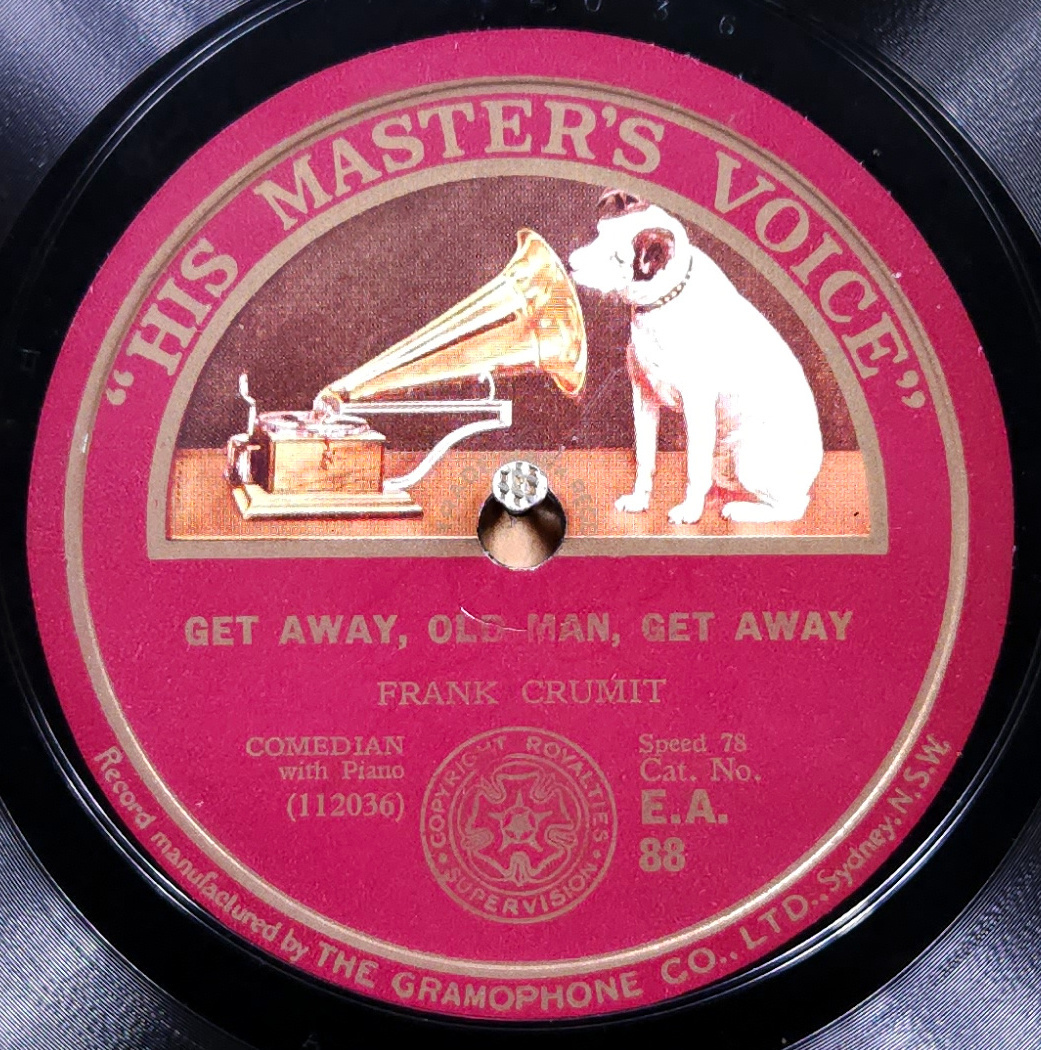 "HIS MASTER'S VOICE"
GET AWAY, OLD MAN, GET AWAY
FRANK CRUMIT
COMEDIAN
with Piano
(112036)
COPYRIGHT ROYALTIES
SUPERVISION
Speed 78
Cat. No.
E.A.
88
Record manufactured by THE GRAMOPHONE CO., LTD., Sydney. N.S.W.